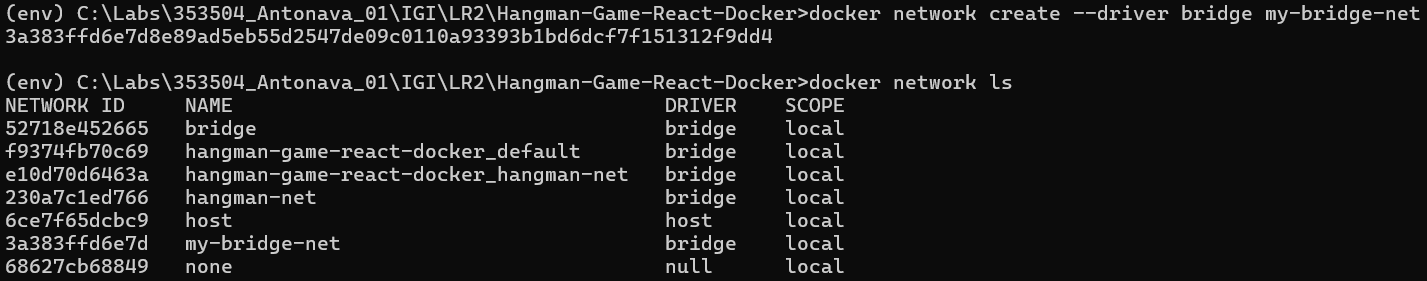 (env) C:\Labs\353504_Antonava_01\IGI\LR2\Hangman-Game-React-Docker>docker network create --driver bridge my-bridge-net
3a383ffd6e7d8e89ad5eb55d2547de09c0110a93393b1bd6dcf7f151312f9dd4
(env) C:\Labs\353504_Antonava_01\IGI\LR2\Hangman-Game-React-Docker>docker network ls
NETWORK ID     NAME                                    DRIVER    SCOPE
52718e452665   bridge                                  bridge    local
f9374fb70c69   hangman-game-react-docker_default       bridge    local
e10d70d6463a   hangman-game-react-docker_hangman-net   bridge    local
230a7c1ed766   hangman-net                             bridge    local
6ce7f65dcbc9   host                                    host      local
3a383ffd6e7d   my-bridge-net                           bridge    local
68627cb68849   none                                    null      local